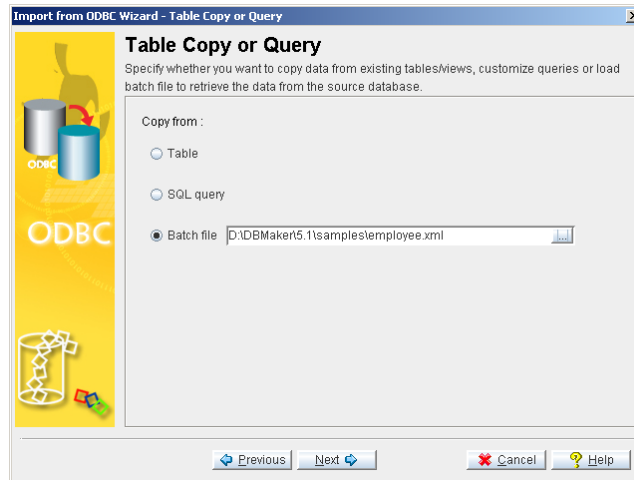 Import from ODBC Wizard - Table Copy or Query
Table Copy or Query
Specify whether you want to copy data from existing tables/views, customize queries or load
batch file to retrieve the data from the source database.
Copy from :
Table
SQL query
Batch file D:\DBMaker\5.1\samples\employee.xml ...
ODBC
ODBC
Previous Next Cancel Help